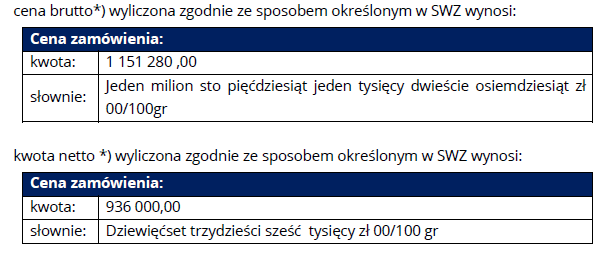 cena brutto*) wyliczona zgodnie ze sposobem określonym w SWZ wynosi:
Cena zamówienia:
kwota: 1 151 280 ,00
słownie: Jeden milion sto pięćdziesiąt jeden tysięcy dwieście osiemdziesiąt zł
00/100gr
kwota netto *) wyliczona zgodnie ze sposobem określonym w SWZ wynosi:
Cena zamówienia:
kwota: 936 000,00
słownie: Dziewięćset trzydzieści sześć tysięcy zł 00/100 gr